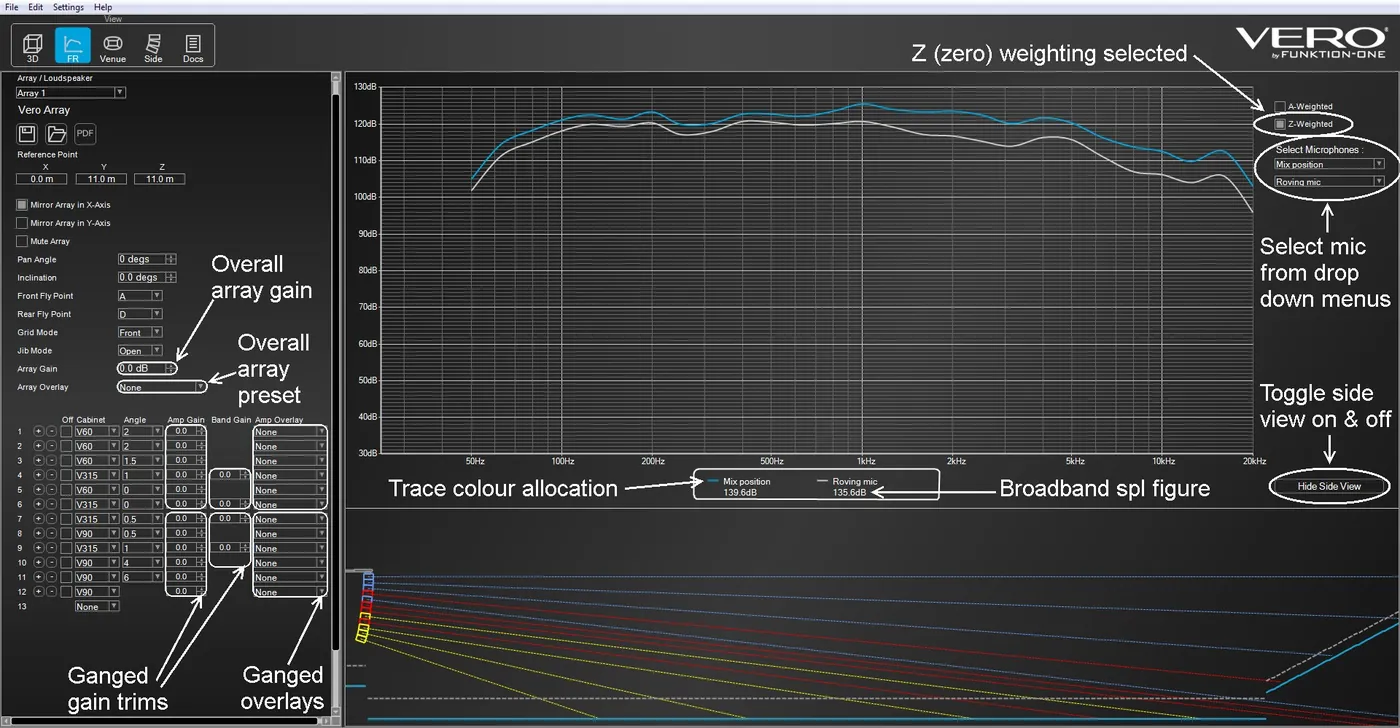 File Edit Settings Help
View
3D FR Venue Side Docs
VERO
by FUNKTION-ONE
Z (zero) weighting selected
Array / Loudspeaker
Array 1
Vero Array
PDF
Reference Point
X Y Z
0.0 m 11.0 m 11.0 m
Mirror Array in X-Axis
Mirror Array in Y-Axis
Mute Array
Pan Angle 0 degs
Inclination 0.0 degs
Front Fly Point A
Rear Fly Point D
Grid Mode Front
Jib Mode Open
Array Gain 0.0 dB
Array Overlay None
Overall
array gain
Overall
array
preset
Off Cabinet Angle Amp Gain Band Gain Amp Overlay
1 + - V60 2 0.0 None
2 + - V60 2 0.0 None
3 + - V60 1.5 0.0 None
4 + - V315 1 0.0 0.0 None
5 + - V60 0 0.0 None
6 + - V315 0 0.0 0.0 None
7 + - V315 0.5 0.0 0.0 None
8 + - V90 0.5 0.0 None
9 + - V315 1 0.0 0.0 None
10 + - V90 4 0.0 None
11 + - V90 6 0.0 None
12 + - V90 0.0 None
13 None
Ganged
gain trims
Ganged
overlays
130dB
120dB
110dB
100dB
90dB
80dB
70dB
60dB
50dB
40dB
30dB
50Hz 100Hz 200Hz 500Hz 1kHz 2kHz 5kHz 10kHz 20kHz
A-Weighted
Z-Weighted
Select Microphones :
Mix position
Roving mic
Select mic
from drop
down menus
Toggle side
view on & off
Hide Side View
Trace colour allocation
Mix position Roving mic
139.6dB 135.6dB
Broadband spl figure